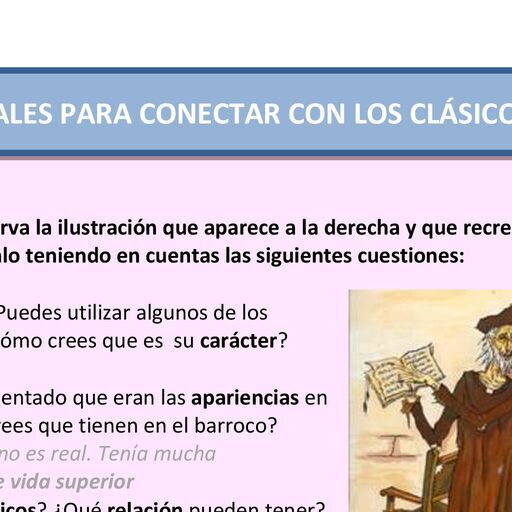 ALES PARA CONECTAR CON LOS CLÁSICO
rva la ilustración que aparece a la derecha y que recre
lo teniendo en cuentas las siguientes cuestiones:
Puedes utilizar algunos de los
ómo crees que es su carácter?
entado que eran las apariencias en
rees que tienen en el barroco?
no es real. Tenía mucha
e vida superior
icos? ¿Qué relación pueden tener?